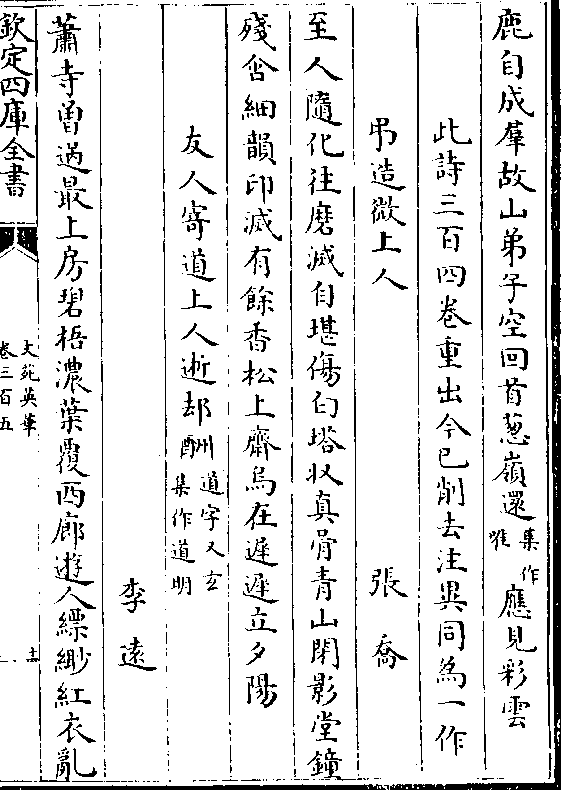 鹿自成羣故山弟子空回首葱嶺還集作唯應見彩雲
此詩三百四卷重出今已削去注異同為一作
弔造微上人
張喬
至人隨化往磨滅自堪傷白塔收真骨青山閉影堂鐘
殘含細韻印滅有餘香松上齋烏在遲遲立夕陽
友人寄道上人逝却酬道字又玄集作道明
李遠
蕭寺曾過最上房碧梧濃葉覆西廊遊人縹緲紅衣亂
欽定四庫全書
文苑英華
卷三百五